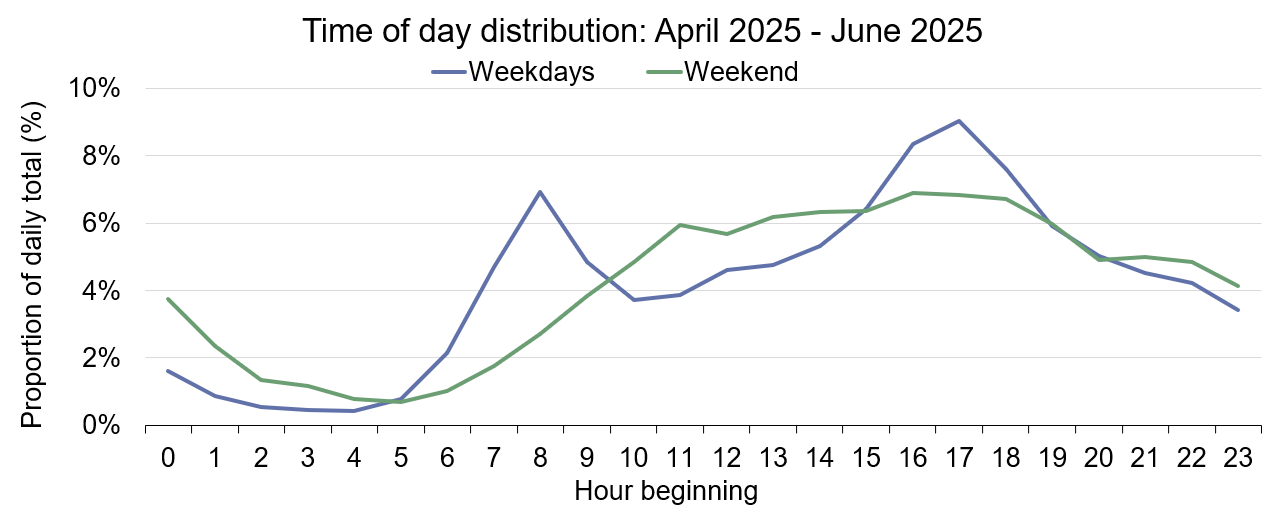 Time of day distribution: April 2025 - June 2025
Weekdays Weekend
Proportion of daily total (%)
10%
8%
6%
4%
2%
0%
0 1 2 3 4 5 6 7 8 9 10 11 12 13 14 15 16 17 18 19 20 21 22 23
Hour beginning